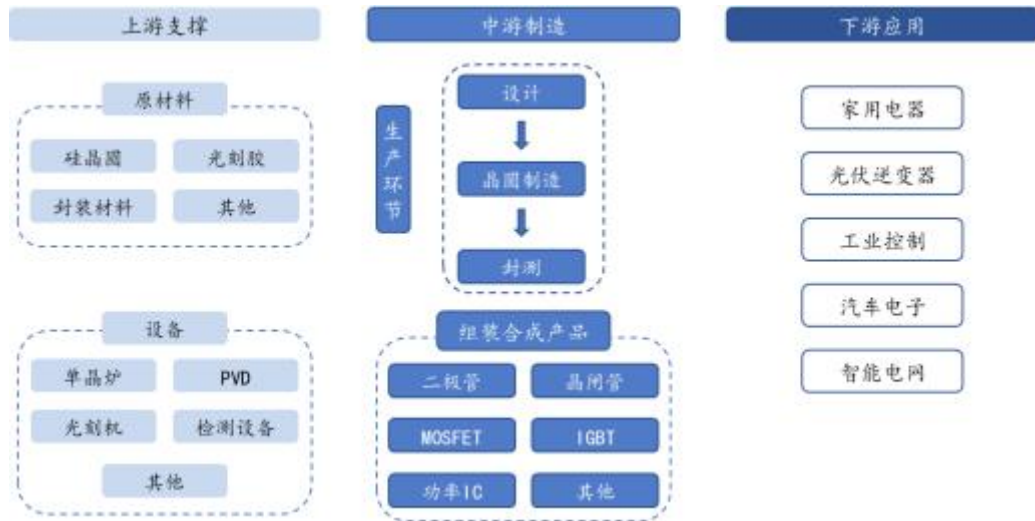 上游支撑
原材料
硅晶圆 光刻胶
封装材料 其他
设备
单晶炉 PVD
光刻机 检测设备
其他
中游制造
生产环节
设计
晶圆制造
封测
组装合成产品
二极管 晶闸管
MOSFET IGBT
功率IC 其他
下游应用
家用电器
光伏逆变器
工业控制
汽车电子
智能电网